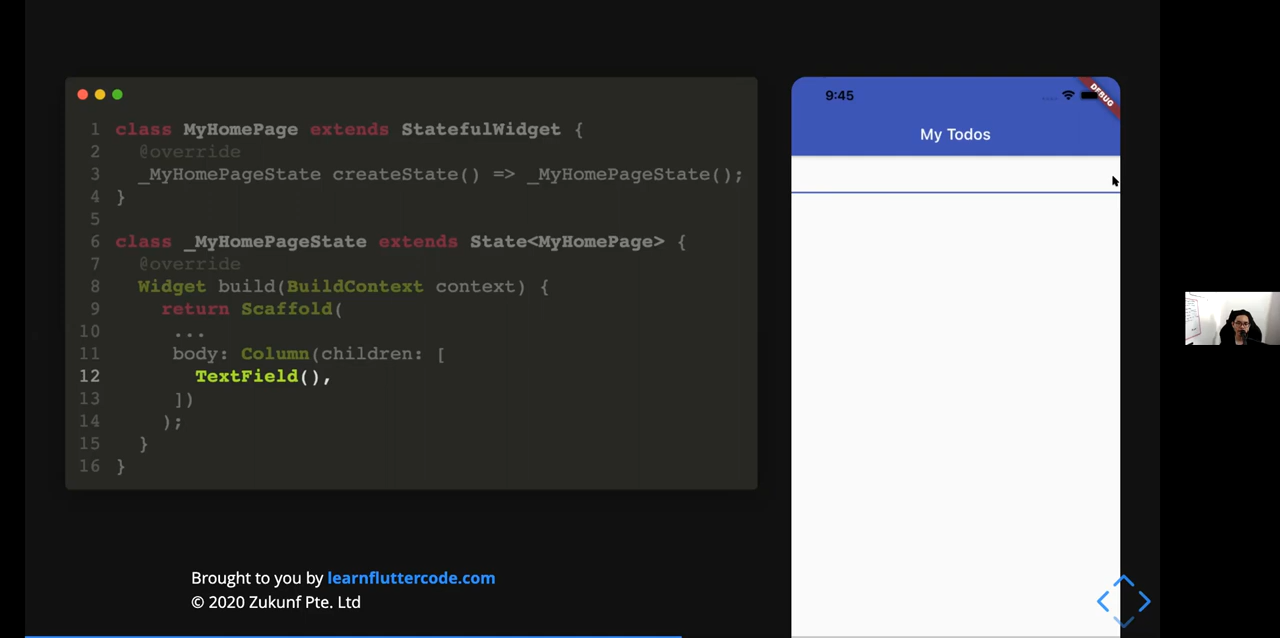 1 class MyHomePage extends StatefulWidget {
2 @override
3 _MyHomePageState createState() => _MyHomePageState();
4 }
5
6 class _MyHomePageState extends State<MyHomePage> {
7 @override
8 Widget build(BuildContext context) {
9 return Scaffold(
10 ...
11 body: Column(children: [
12 TextField(),
13 ])
14 );
15 }
16 }
9:45
DEBUG
My Todos
Brought to you by learnfluttercode.com
© 2020 Zukunf Pte. Ltd